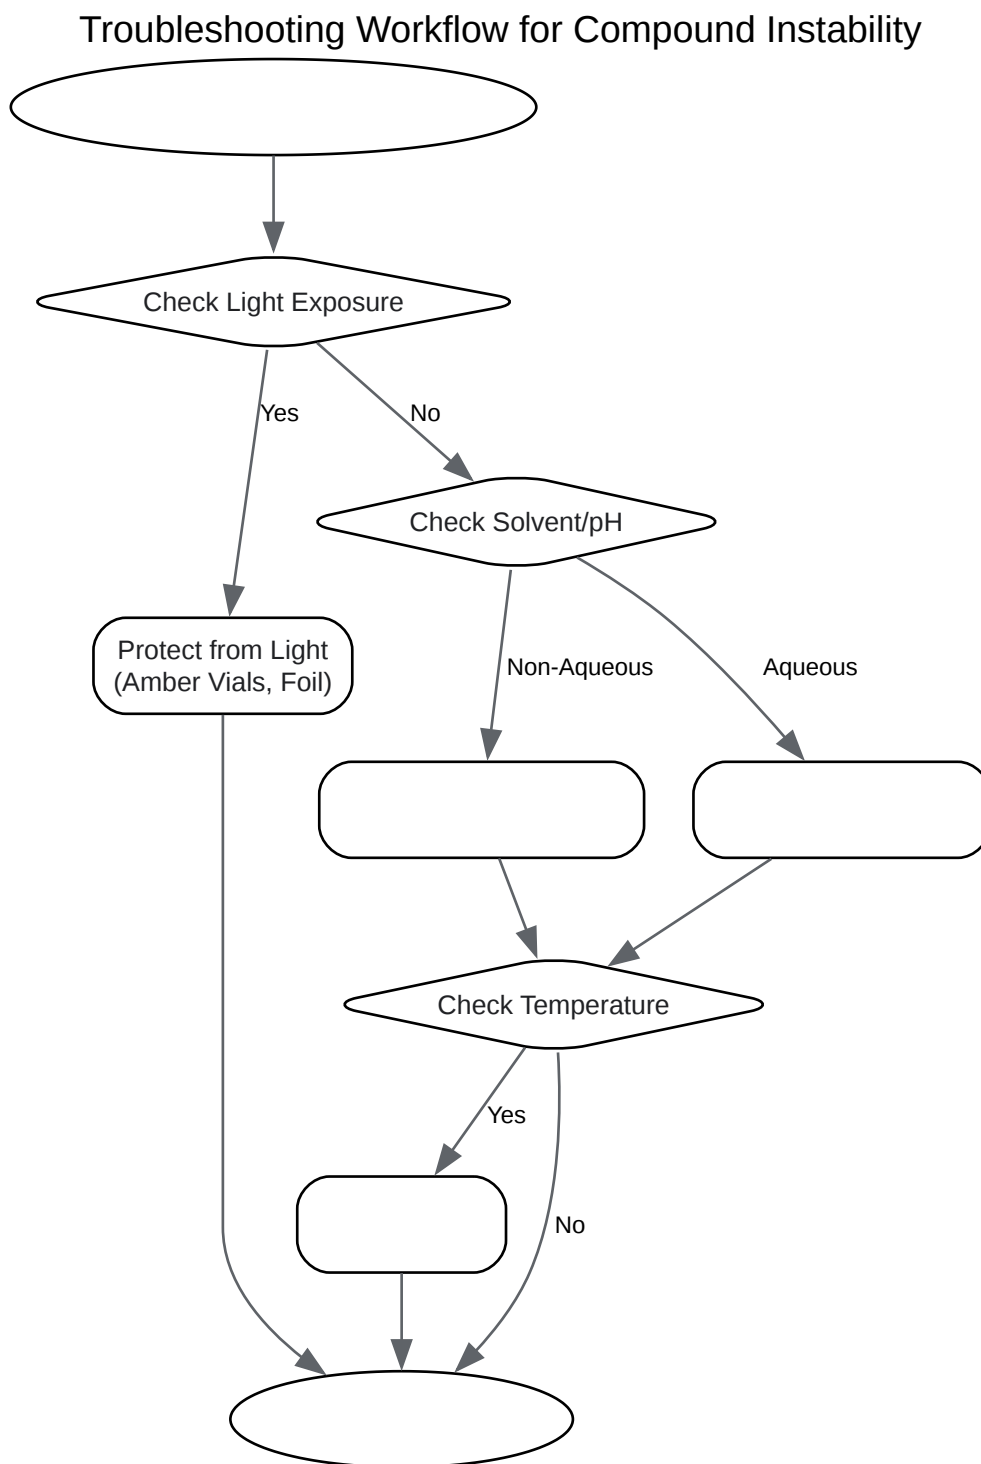 Troubleshooting Workflow for Compound Instability
Check Light Exposure
Yes
No
Check Solvent/pH
Protect from Light
(Amber Vials, Foil)
Non-Aqueous
Aqueous
Check Temperature
Yes
No